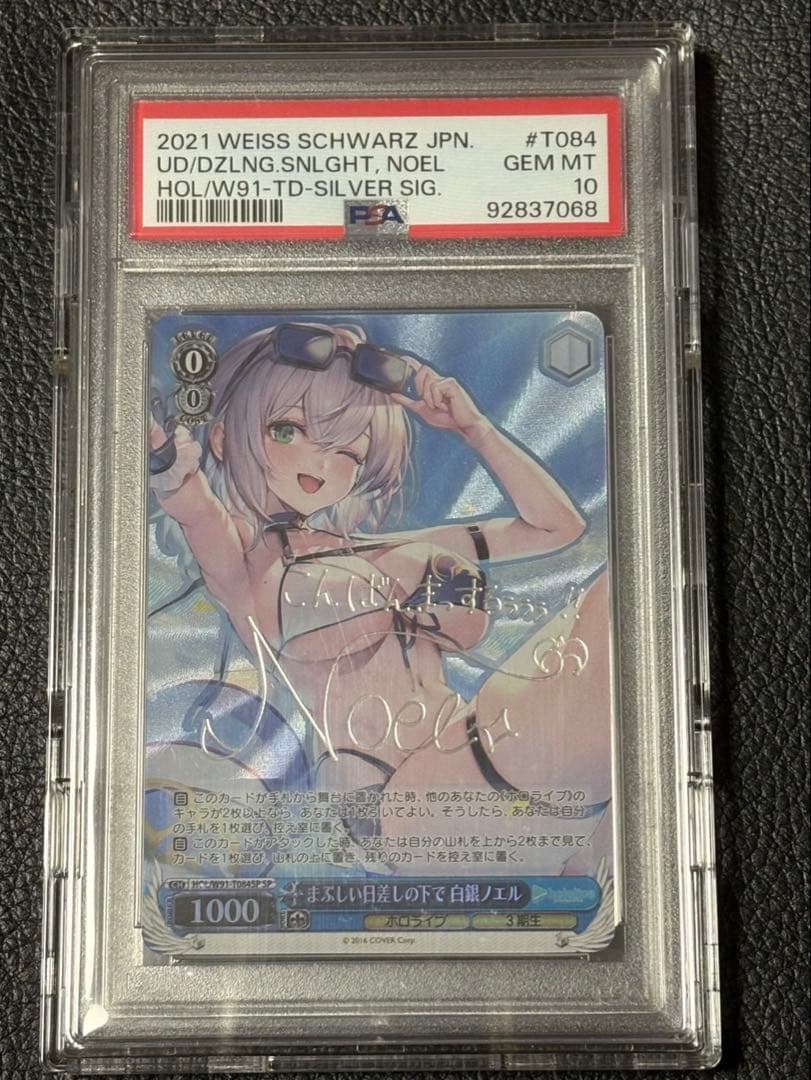 2021 WEISS SCHWARZ JPN. #T084
UD/DZLNG.SNLGHT, NOEL GEM MT
HOL/W91-TD-SILVER SIG. 10
PSA 92837068
0
0
こんばんまっするぅぅぅ!!
Noel
このカードが手札から舞台に置かれた時、他のあなたの《ホロライブ》の
キャラが2枚以上なら、あなたは1枚引いてよい。そうしたら、あなたは自分
の手札を1枚選び、控え室に置く。
このカードがアタックした時、あなたは自分の山札を上から2枚まで見て、
カードを1枚選び、山札の上に置き、残りのカードを控え室に置く。
CH HOL/W91-T084SP SP
まぶしい日差しの下で 白銀ノエル
1000
ホロライブ 3期生
© 2016 COVER Corp.